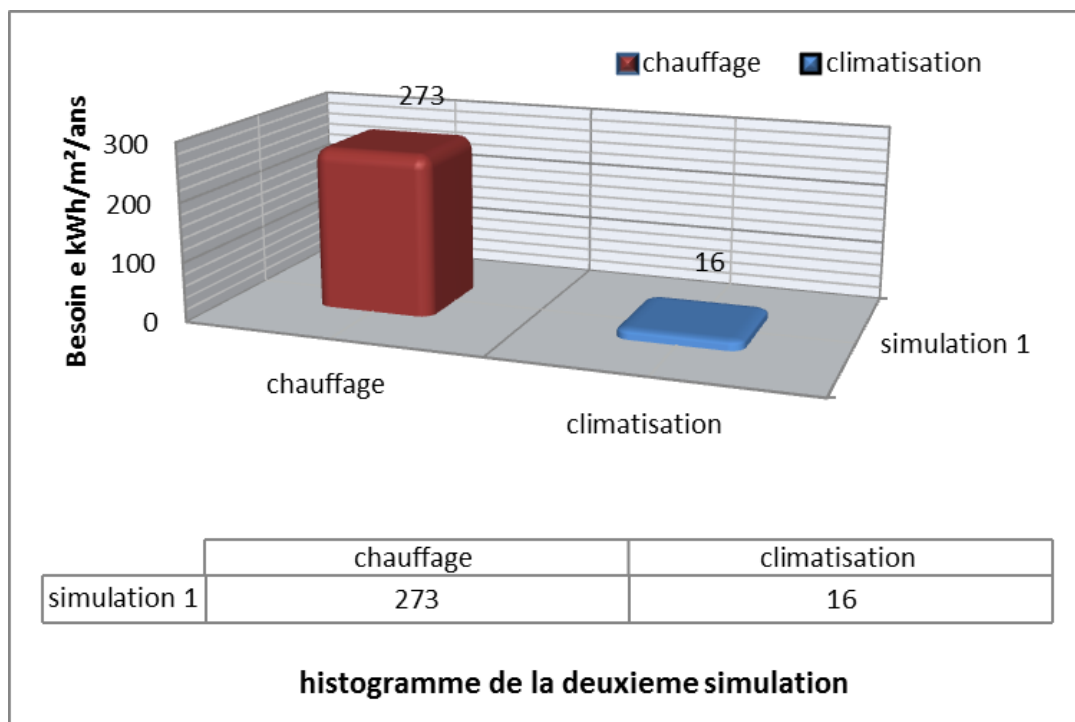 chauffage climatisation
Besoin e kWh/m²/ans
300
200
100
0
273
16
chauffage
climatisation
simulation 1
chauffage climatisation
simulation 1 273 16
histogramme de la deuxieme simulation